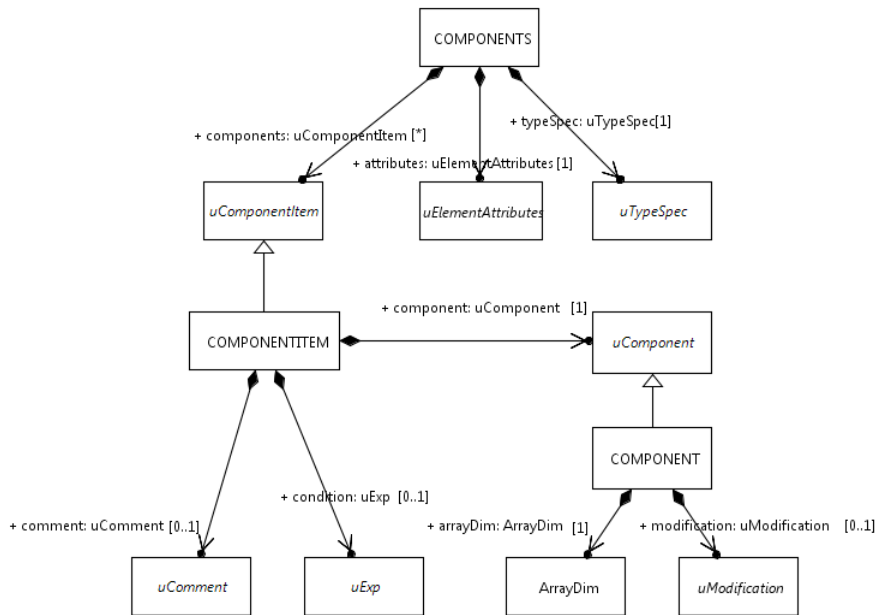 COMPONENTS
+ typeSpec: uTypeSpec[1]
+ components: uComponentItem [*]
+ attributes: uElementAttributes [1]
uComponentItem
uElementAttributes
uTypeSpec
+ component: uComponent [1]
COMPONENTITEM
uComponent
COMPONENT
+ condition: uExp [0..1]
+ comment: uComment [0..1]
+ arrayDim: ArrayDim [1]
+ modification: uModification [0..1]
uComment
uExp
ArrayDim
uModification